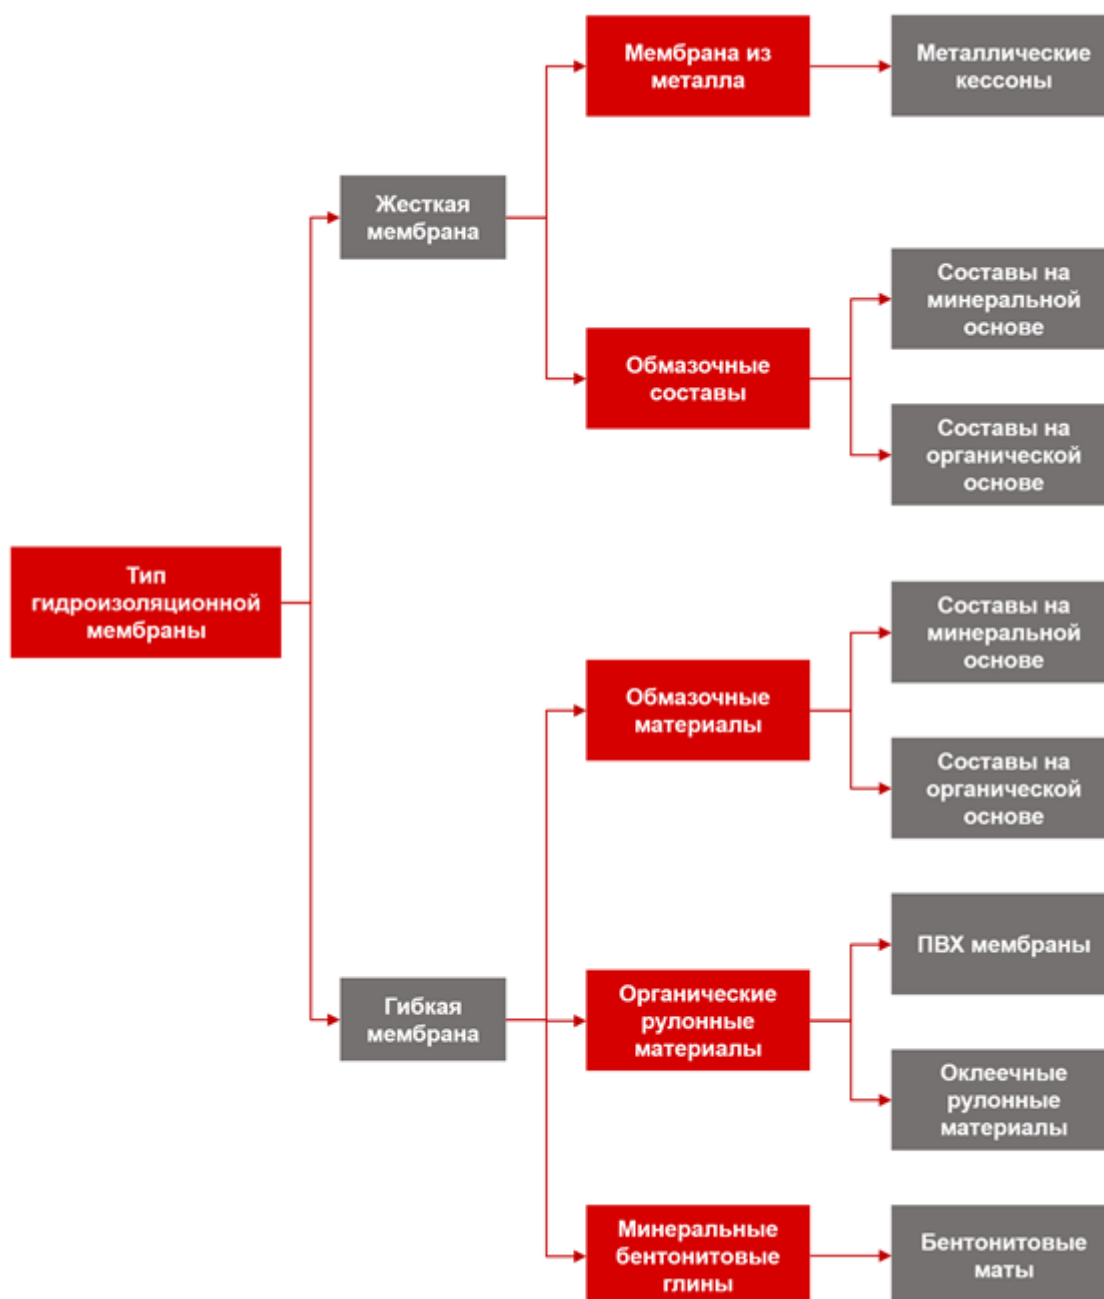 Мембрана из
металла
Металлические
кессоны
Жесткая
мембрана
Составы на
минеральной
основе
Обмазочные
составы
Составы на
органической
основе
Тип
гидроизоляционной
мембраны
Составы на
минеральной
основе
Обмазочные
материалы
Составы на
органической
основе
ПВХ мембраны
Гибкая
мембрана
Органические
рулонные
материалы
Оклеечные
рулонные
материалы
Минеральные
бентонитовые
глины
Бентонитовые
маты